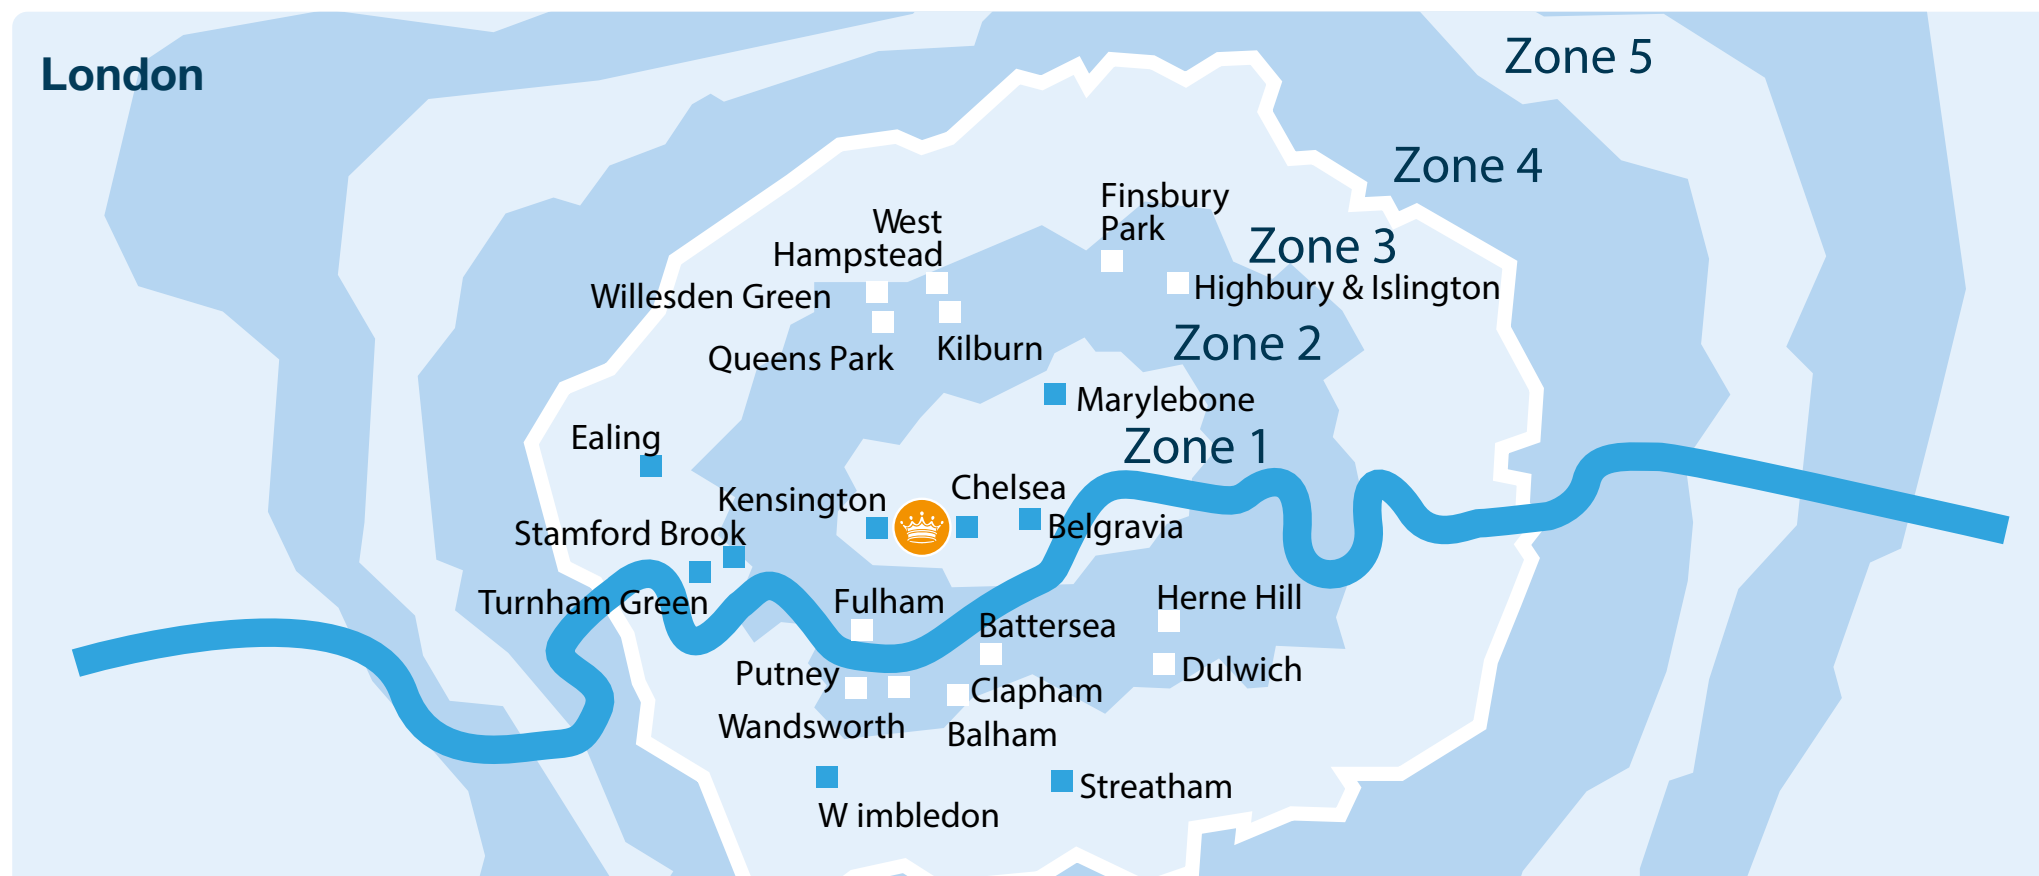 London
Zone 5
Zone 4
Finsbury
Park
West
Hampstead
Zone 3
Willesden Green
Highbury & Islington
Queens Park
Kilburn
Zone 2
Marylebone
Ealing
Zone 1
Kensington
Chelsea
Stamford Brook
Belgravia
Turnham Green
Fulham
Herne Hill
Battersea
Putney
Dulwich
Clapham
Wandsworth
Balham
Streatham
W imbledon